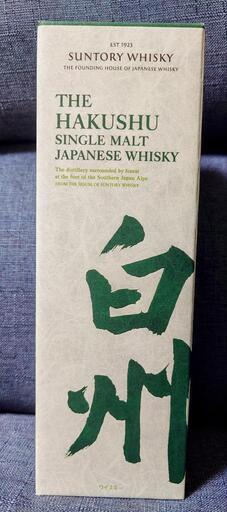 EST 1923
SUNTORY WHISKY
THE FOUNDING HOUSE OF JAPANESE WHISKY
THE
HAKUSHU
SINGLE MALT
JAPANESE WHISKY
The distillery surrounded by forest
at the foot of the Southern Japan Alps
FROM THE HOUSE OF SUNTORY WHISKY
白州
ウイスキー